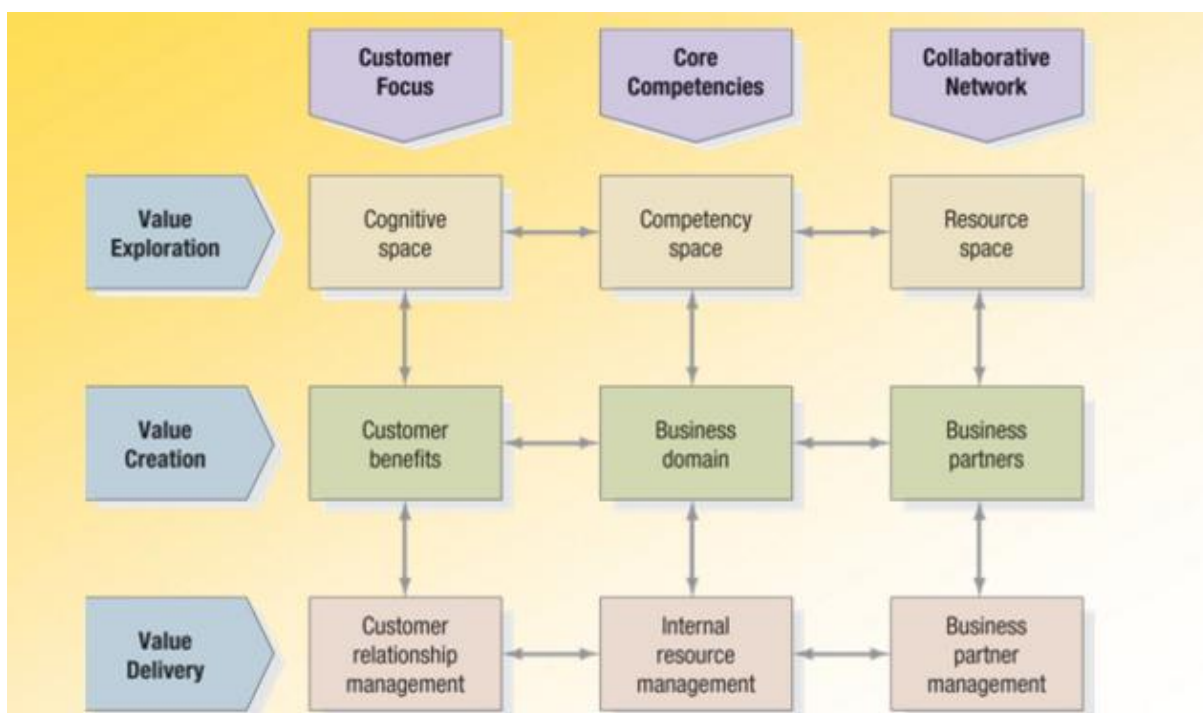 Customer
Focus
Core
Competencies
Collaborative
Network
Value
Exploration
Cognitive
space
Competency
space
Resource
space
Value
Creation
Customer
benefits
Business
domain
Business
partners
Value
Delivery
Customer
relationship
management
Internal
resource
management
Business
partner
management